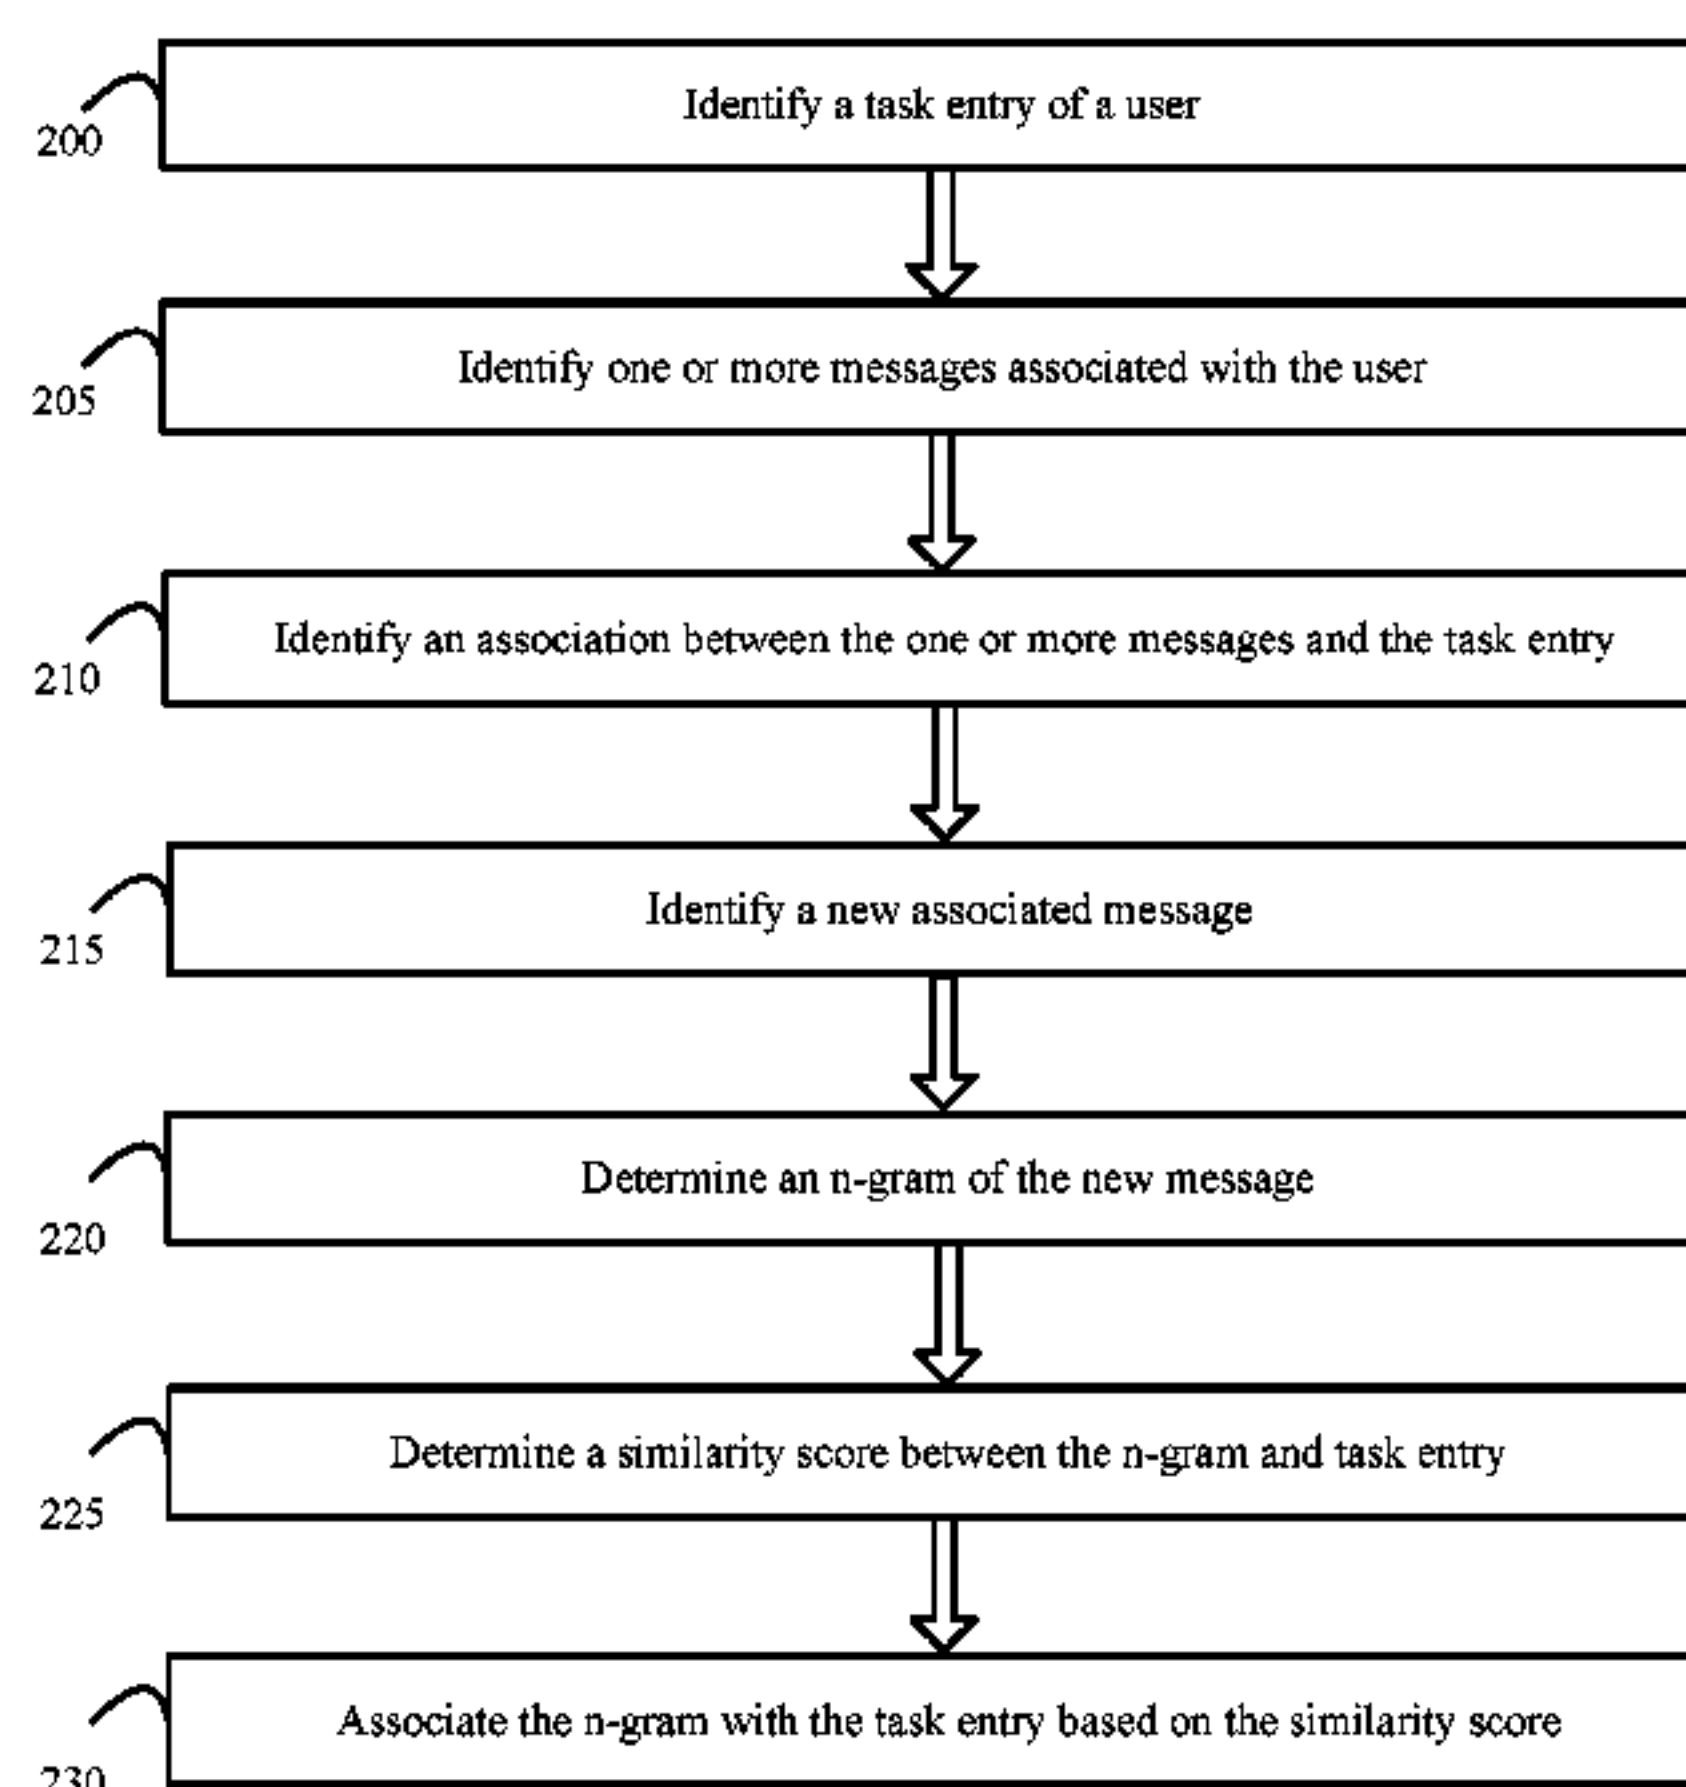 Identify a task entry of a user
200
Identify one or more messages associated with the user
205
Identify an association between the one or more messages and the task entry
210
Identify a new associated message
215
Determine an n-gram of the new message
220
Determine a similarity score between the n-gram and task entry
225
Associate the n-gram with the task entry based on the similarity score
230